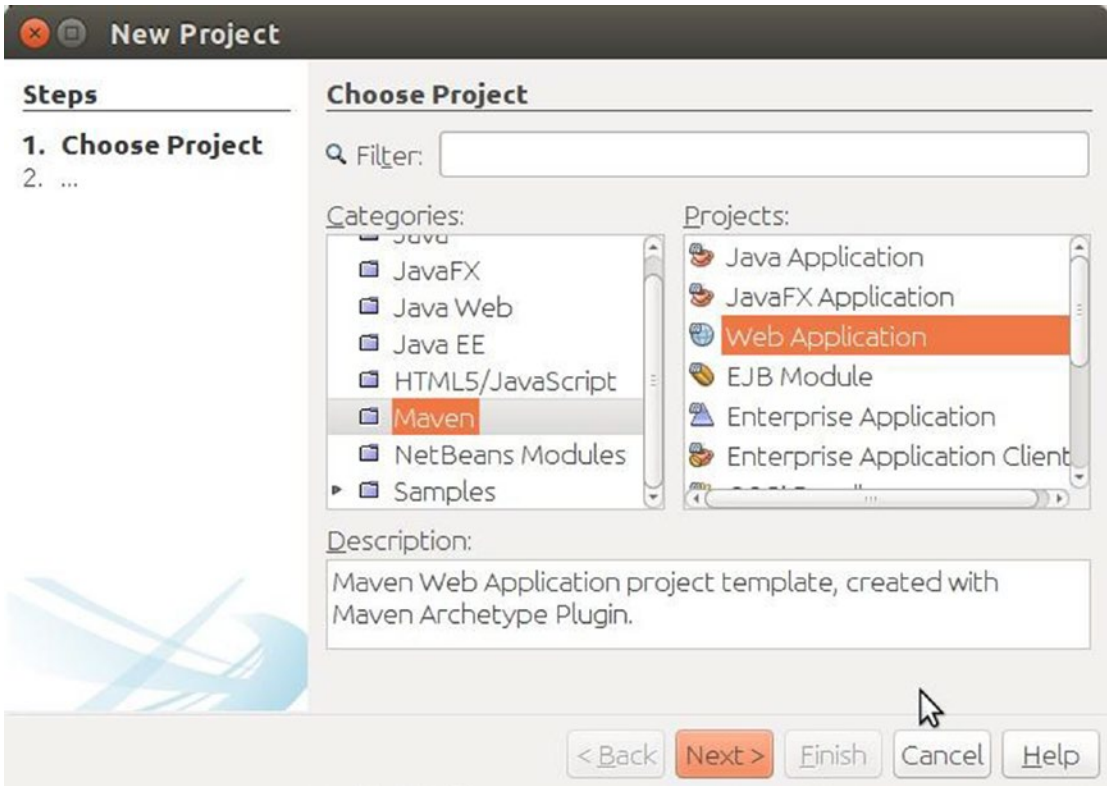 New Project
Steps
1. Choose Project
2. ...
Choose Project
Filter:
Categories:
Java
JavaFX
Java Web
Java EE
HTML5/JavaScript
Maven
NetBeans Modules
Samples
Projects:
Java Application
JavaFX Application
Web Application
EJB Module
Enterprise Application
Enterprise Application Client
Description:
Maven Web Application project template, created with
Maven Archetype Plugin.
< Back
Next >
Finish
Cancel
Help